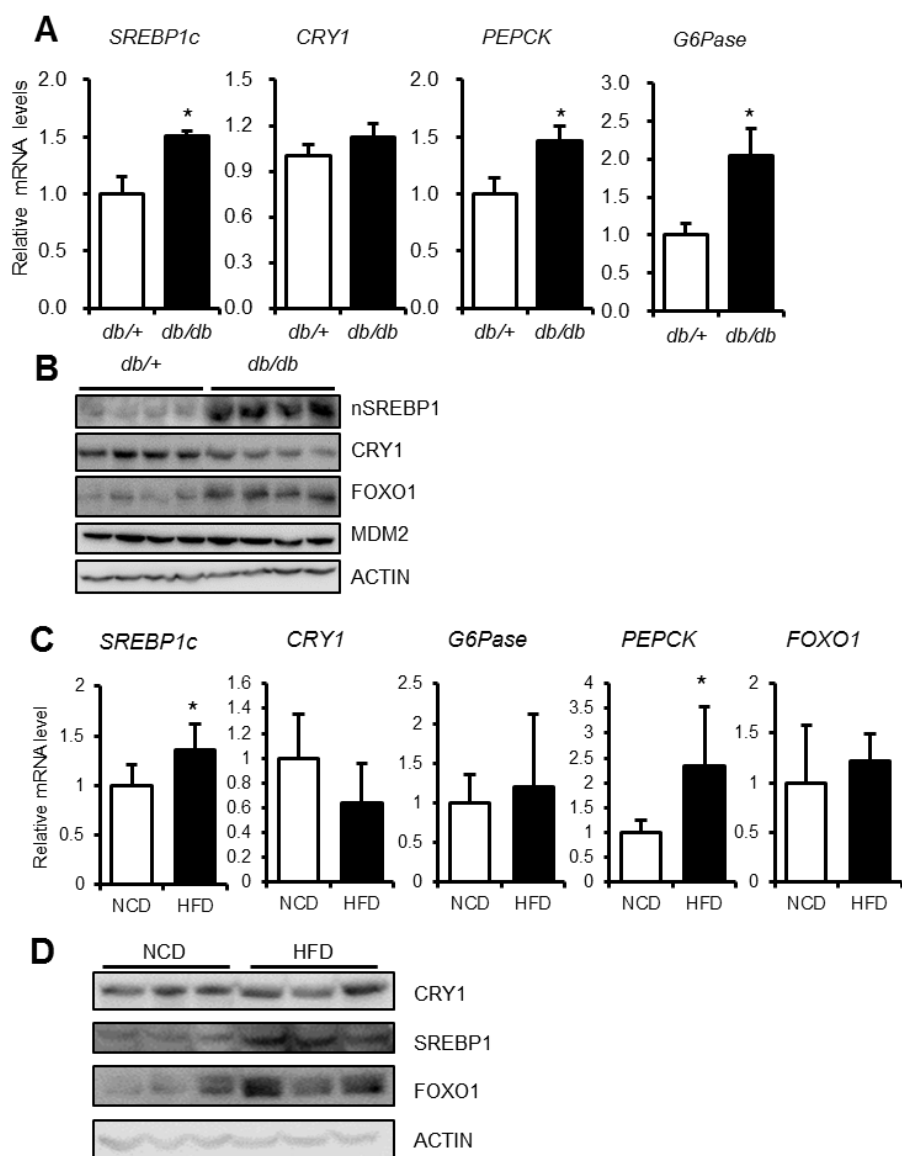 A
SREBP1c CRY1 PEPCK G6Pase
Relative mRNA levels
2.0
1.5
1.0
0.5
0.0
db/+ db/db
*
1.5
1.2
0.9
0.6
0.3
0.0
db/+ db/db
2.0
1.5
1.0
0.5
0.0
db/+ db/db
*
3.0
2.5
2.0
1.5
1.0
0.5
0.0
db/+ db/db
*
B
db/+ db/db
nSREBP1
CRY1
FOXO1
MDM2
ACTIN
C
SREBP1c CRY1 G6Pase PEPCK FOXO1
Relative mRNA level
2
1.5
1
0.5
0
NCD HFD
*
1.6
1.4
1.2
1
0.8
0.6
0.4
0.2
0
NCD HFD
2.5
2
1.5
1
0.5
0
NCD HFD
4.5
4
3.5
3
2.5
2
1.5
1
0.5
0
NCD HFD
*
2
1.5
1
0.5
0
NCD HFD
D
NCD HFD
CRY1
SREBP1
FOXO1
ACTIN